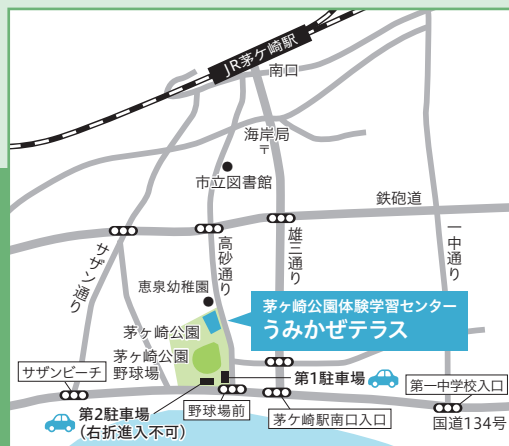 JR茅ケ崎駅
南口
海岸局
〒
市立図書館
鉄砲道
サザン通り
高砂通り
雄三通り
一中通り
恵泉幼稚園
茅ヶ崎公園体験学習センター
うみかぜテラス
茅ケ崎公園
茅ケ崎公園
野球場
サザンビーチ
第1駐車場
第一中学校入口
第2駐車場
(右折進入不可)
野球場前
茅ケ崎駅南口入口
国道134号